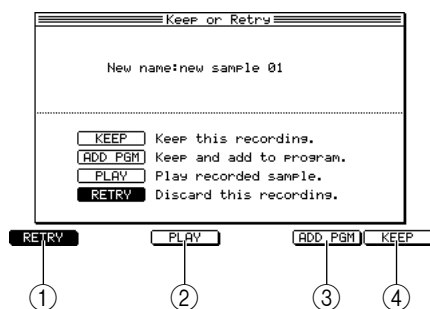 Keep or Retry
New name:new sample 01
KEEP Keep this recording.
ADD PGM Keep and add to program.
PLAY Play recorded sample.
RETRY Discard this recording.
RETRY PLAY ADD PGM KEEP
1 2 3 4